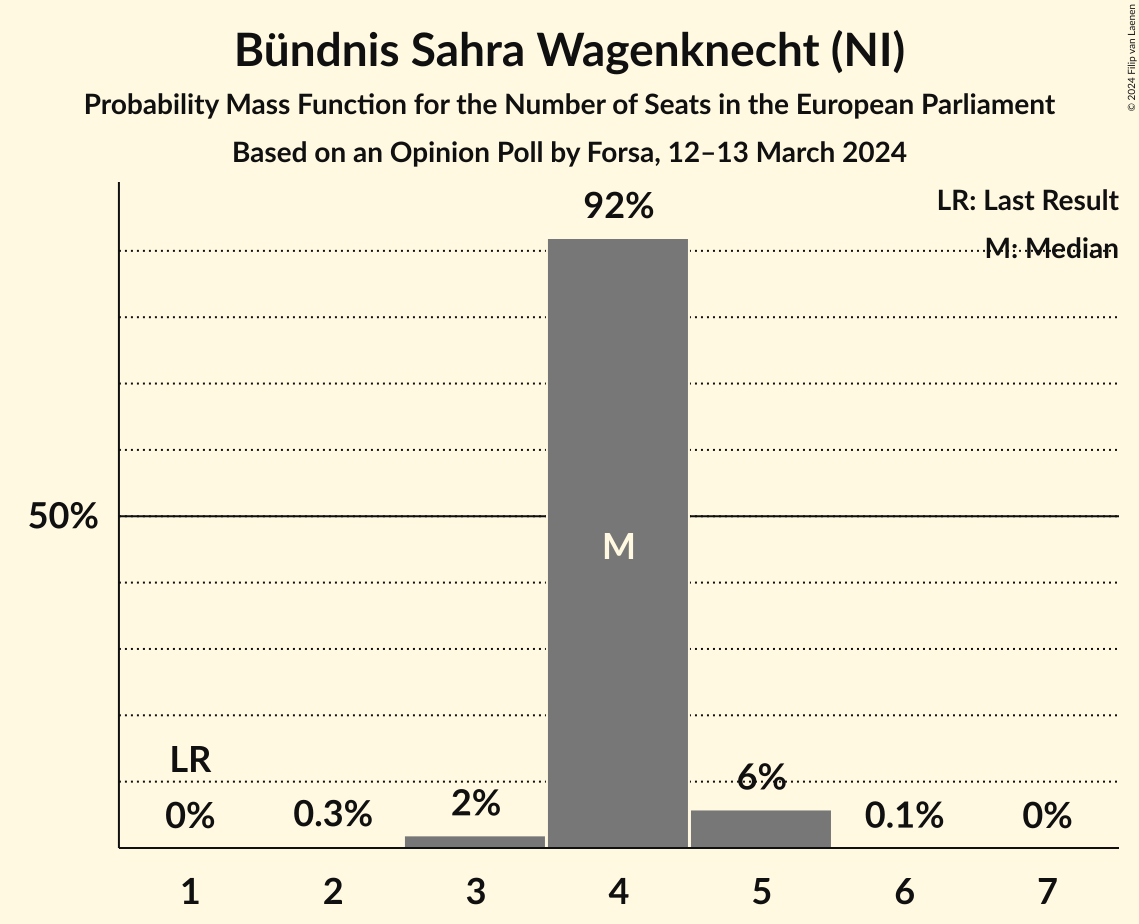 Bündnis Sahra Wagenknecht (NI)
Probability Mass Function for the Number of Seats in the European Parliament
Based on an Opinion Poll by Forsa, 12–13 March 2024
© 2024 Filip van Laenen
LR: Last Result
M: Median
92%
50%
M
LR
0%
0.3%
2%
6%
0.1%
0%
1 2 3 4 5 6 7